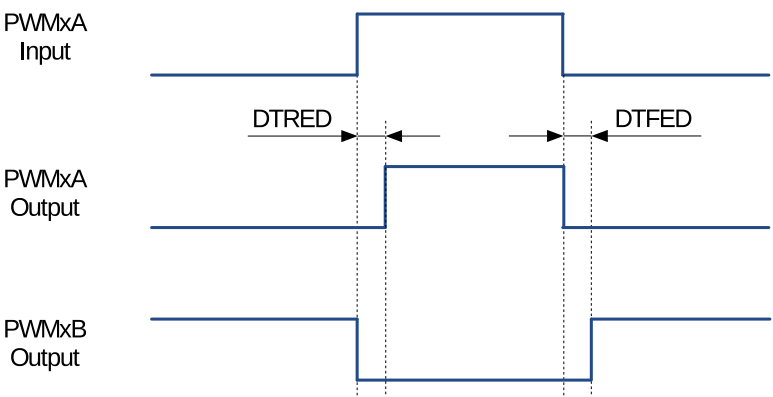 PWMxA
Input
DTRED
DTFED
PWMxA
Output
PWMxB
Output